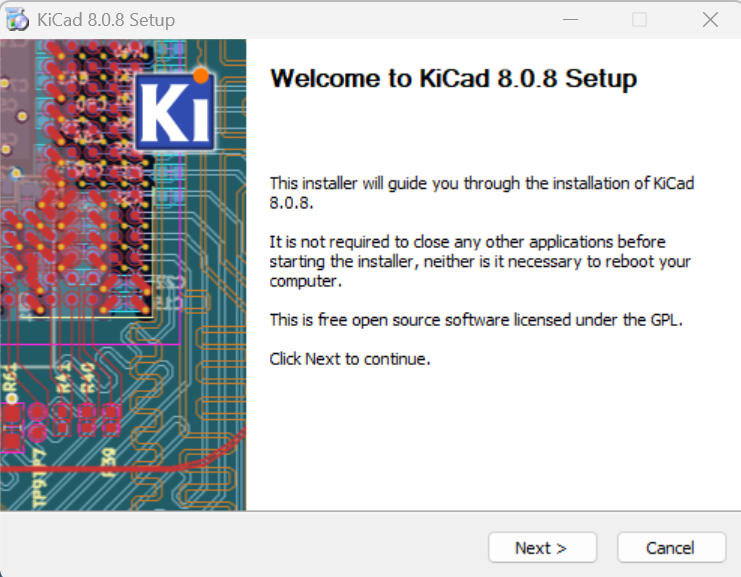 KiCad 8.0.8 Setup
Ki
Welcome to KiCad 8.0.8 Setup
This installer will guide you through the installation of KiCad
8.0.8.
It is not required to close any other applications before
starting the installer, neither is it necessary to reboot your
computer.
This is free open source software licensed under the GPL.
Click Next to continue.
R41
R40
R39
Next >
Cancel